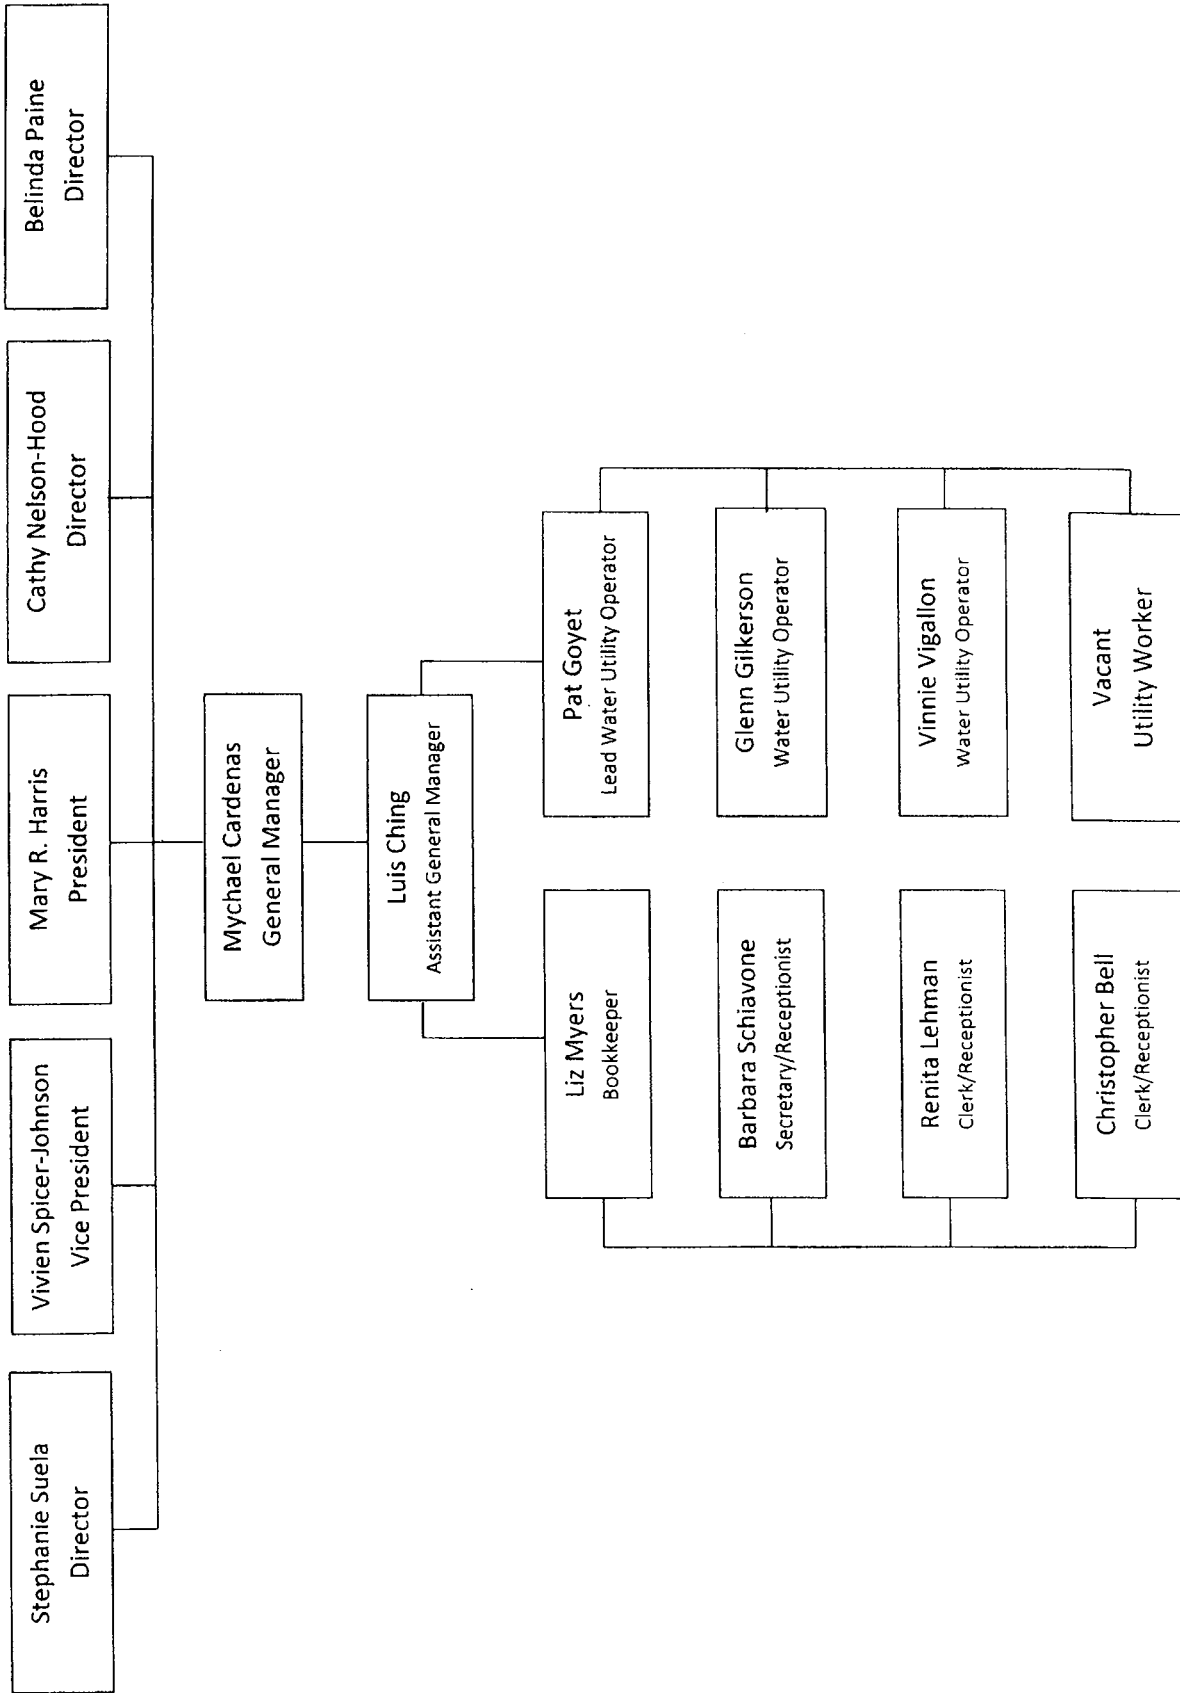 Stephanie Suela
Director
Vivien Spicer-Johnson
Vice President
Mary R. Harris
President
Cathy Nelson-Hood
Director
Belinda Paine
Director
Mychael Cardenas
General Manager
Luis Ching
Assistant General Manager
Liz Myers
Bookkeeper
Pat Goyet
Lead Water Utility Operator
Barbara Schiavone
Secretary/Receptionist
Glenn Gilkerson
Water Utility Operator
Renita Lehman
Clerk/Receptionist
Vinnie Vigallon
Water Utility Operator
Christopher Bell
Clerk/Receptionist
Vacant
Utility Worker